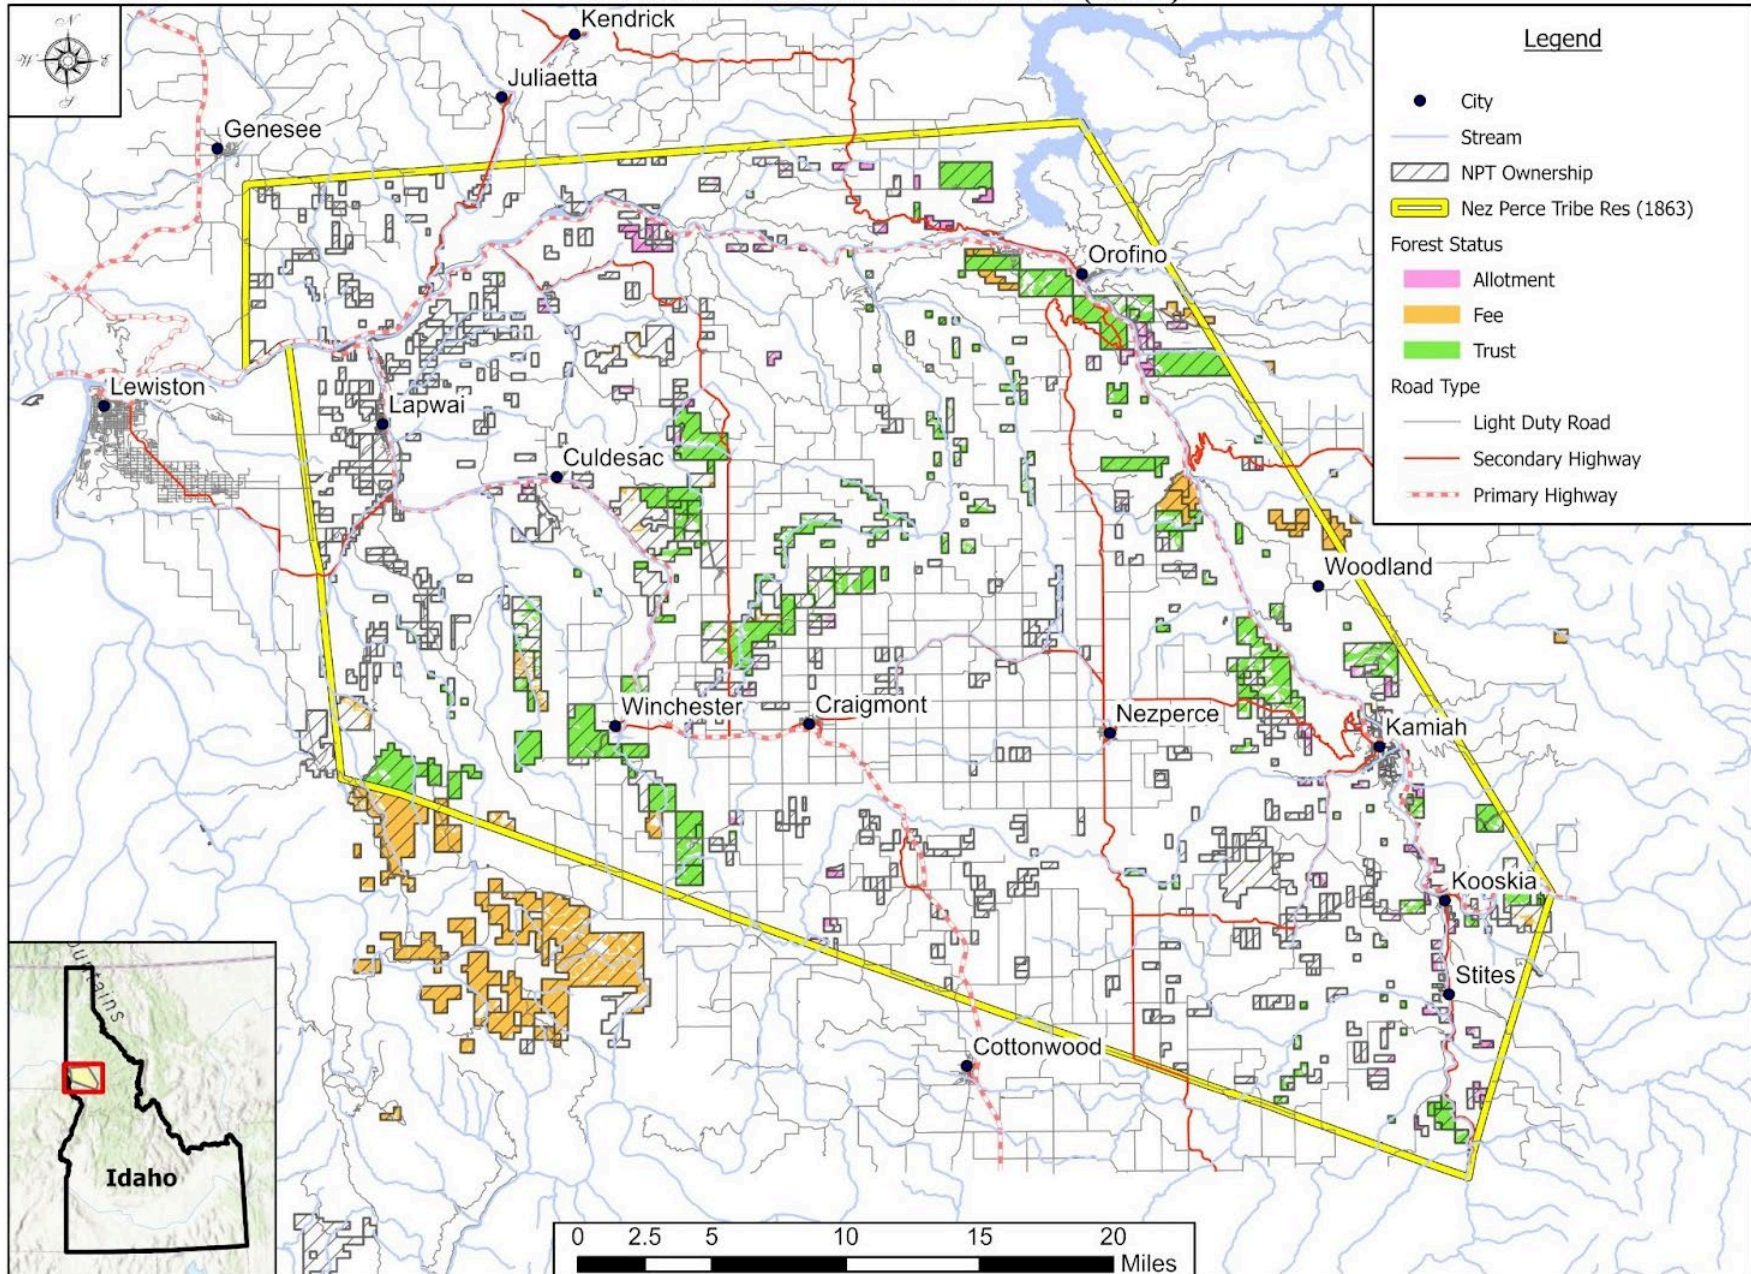 Kendrick
Juliaetta
Genesee
Orofino
Lewiston
Lapwai
Culdesac
Woodland
Winchester
Craigmont
Nezperce
Kamiah
Kooskia
Stites
Cottonwood
Legend
City
Stream
NPT Ownership
Nez Perce Tribe Res (1863)
Forest Status
Allotment
Fee
Trust
Road Type
Light Duty Road
Secondary Highway
Primary Highway
Idaho
0 2.5 5 10 15 20
Miles